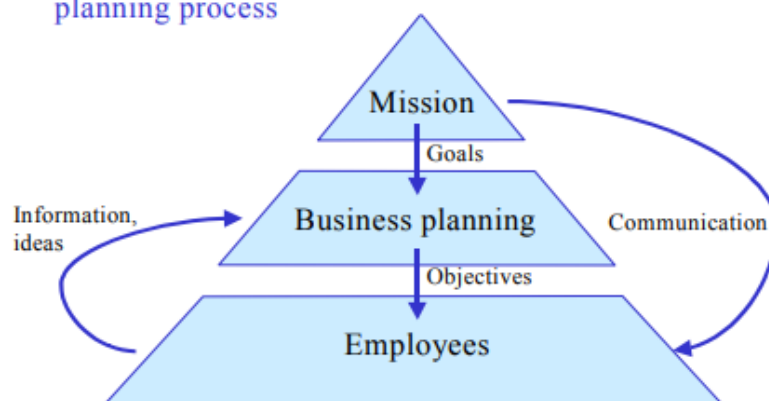 planning process
Mission
Goals
Information,
ideas
Business planning
Communication
Objectives
Employees